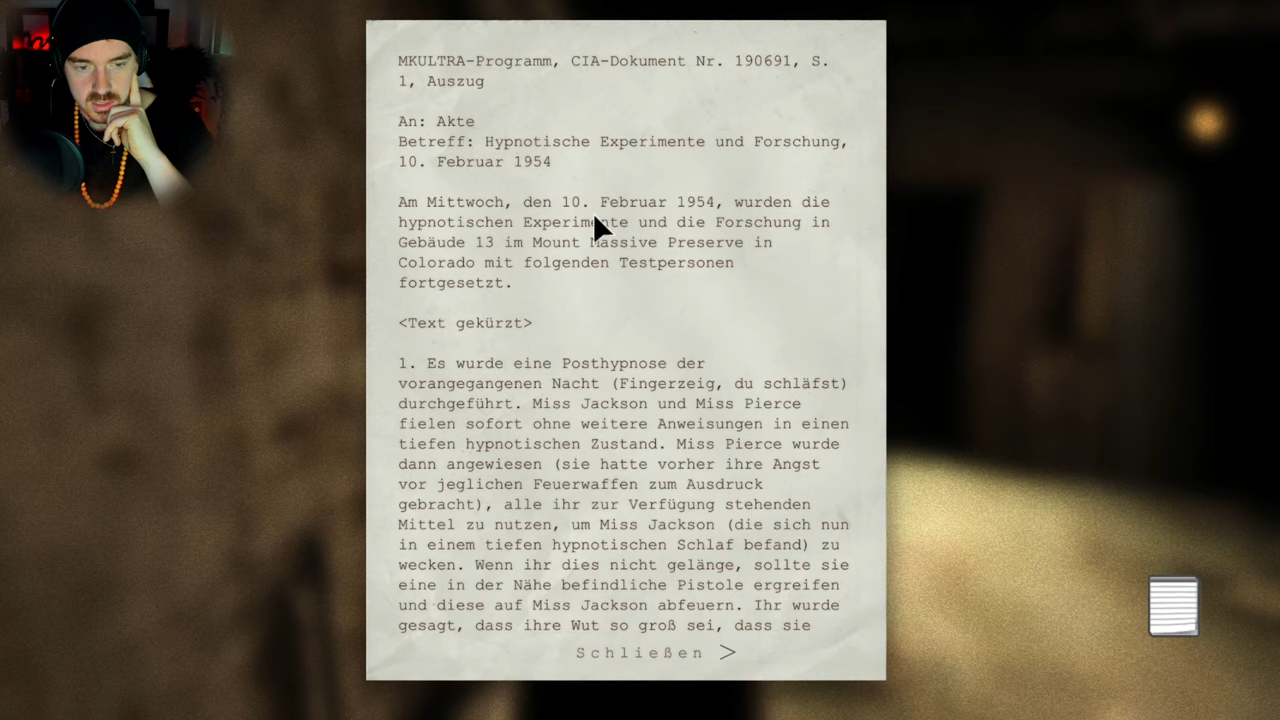 MKULTRA-Programm, CIA-Dokument Nr. 190691, S.
1, Auszug
An: Akte
Betreff: Hypnotische Experimente und Forschung,
10. Februar 1954
Am Mittwoch, den 10. Februar 1954, wurden die
hypnotischen Experimente und die Forschung in
Gebäude 13 im Mount Massive Preserve in
Colorado mit folgenden Testpersonen
fortgesetzt.
<Text gekürzt>
1. Es wurde eine Posthypnose der
vorangegangenen Nacht (Fingerzeig, du schläfst)
durchgeführt. Miss Jackson und Miss Pierce
fielen sofort ohne weitere Anweisungen in einen
tiefen hypnotischen Zustand. Miss Pierce wurde
dann angewiesen (sie hatte vorher ihre Angst
vor jeglichen Feuerwaffen zum Ausdruck
gebracht), alle ihr zur Verfügung stehenden
Mittel zu nutzen, um Miss Jackson (die sich nun
in einem tiefen hypnotischen Schlaf befand) zu
wecken. Wenn ihr dies nicht gelänge, sollte sie
eine in der Nähe befindliche Pistole ergreifen
und diese auf Miss Jackson abfeuern. Ihr wurde
gesagt, dass ihre Wut so groß sei, dass sie
Schließen >